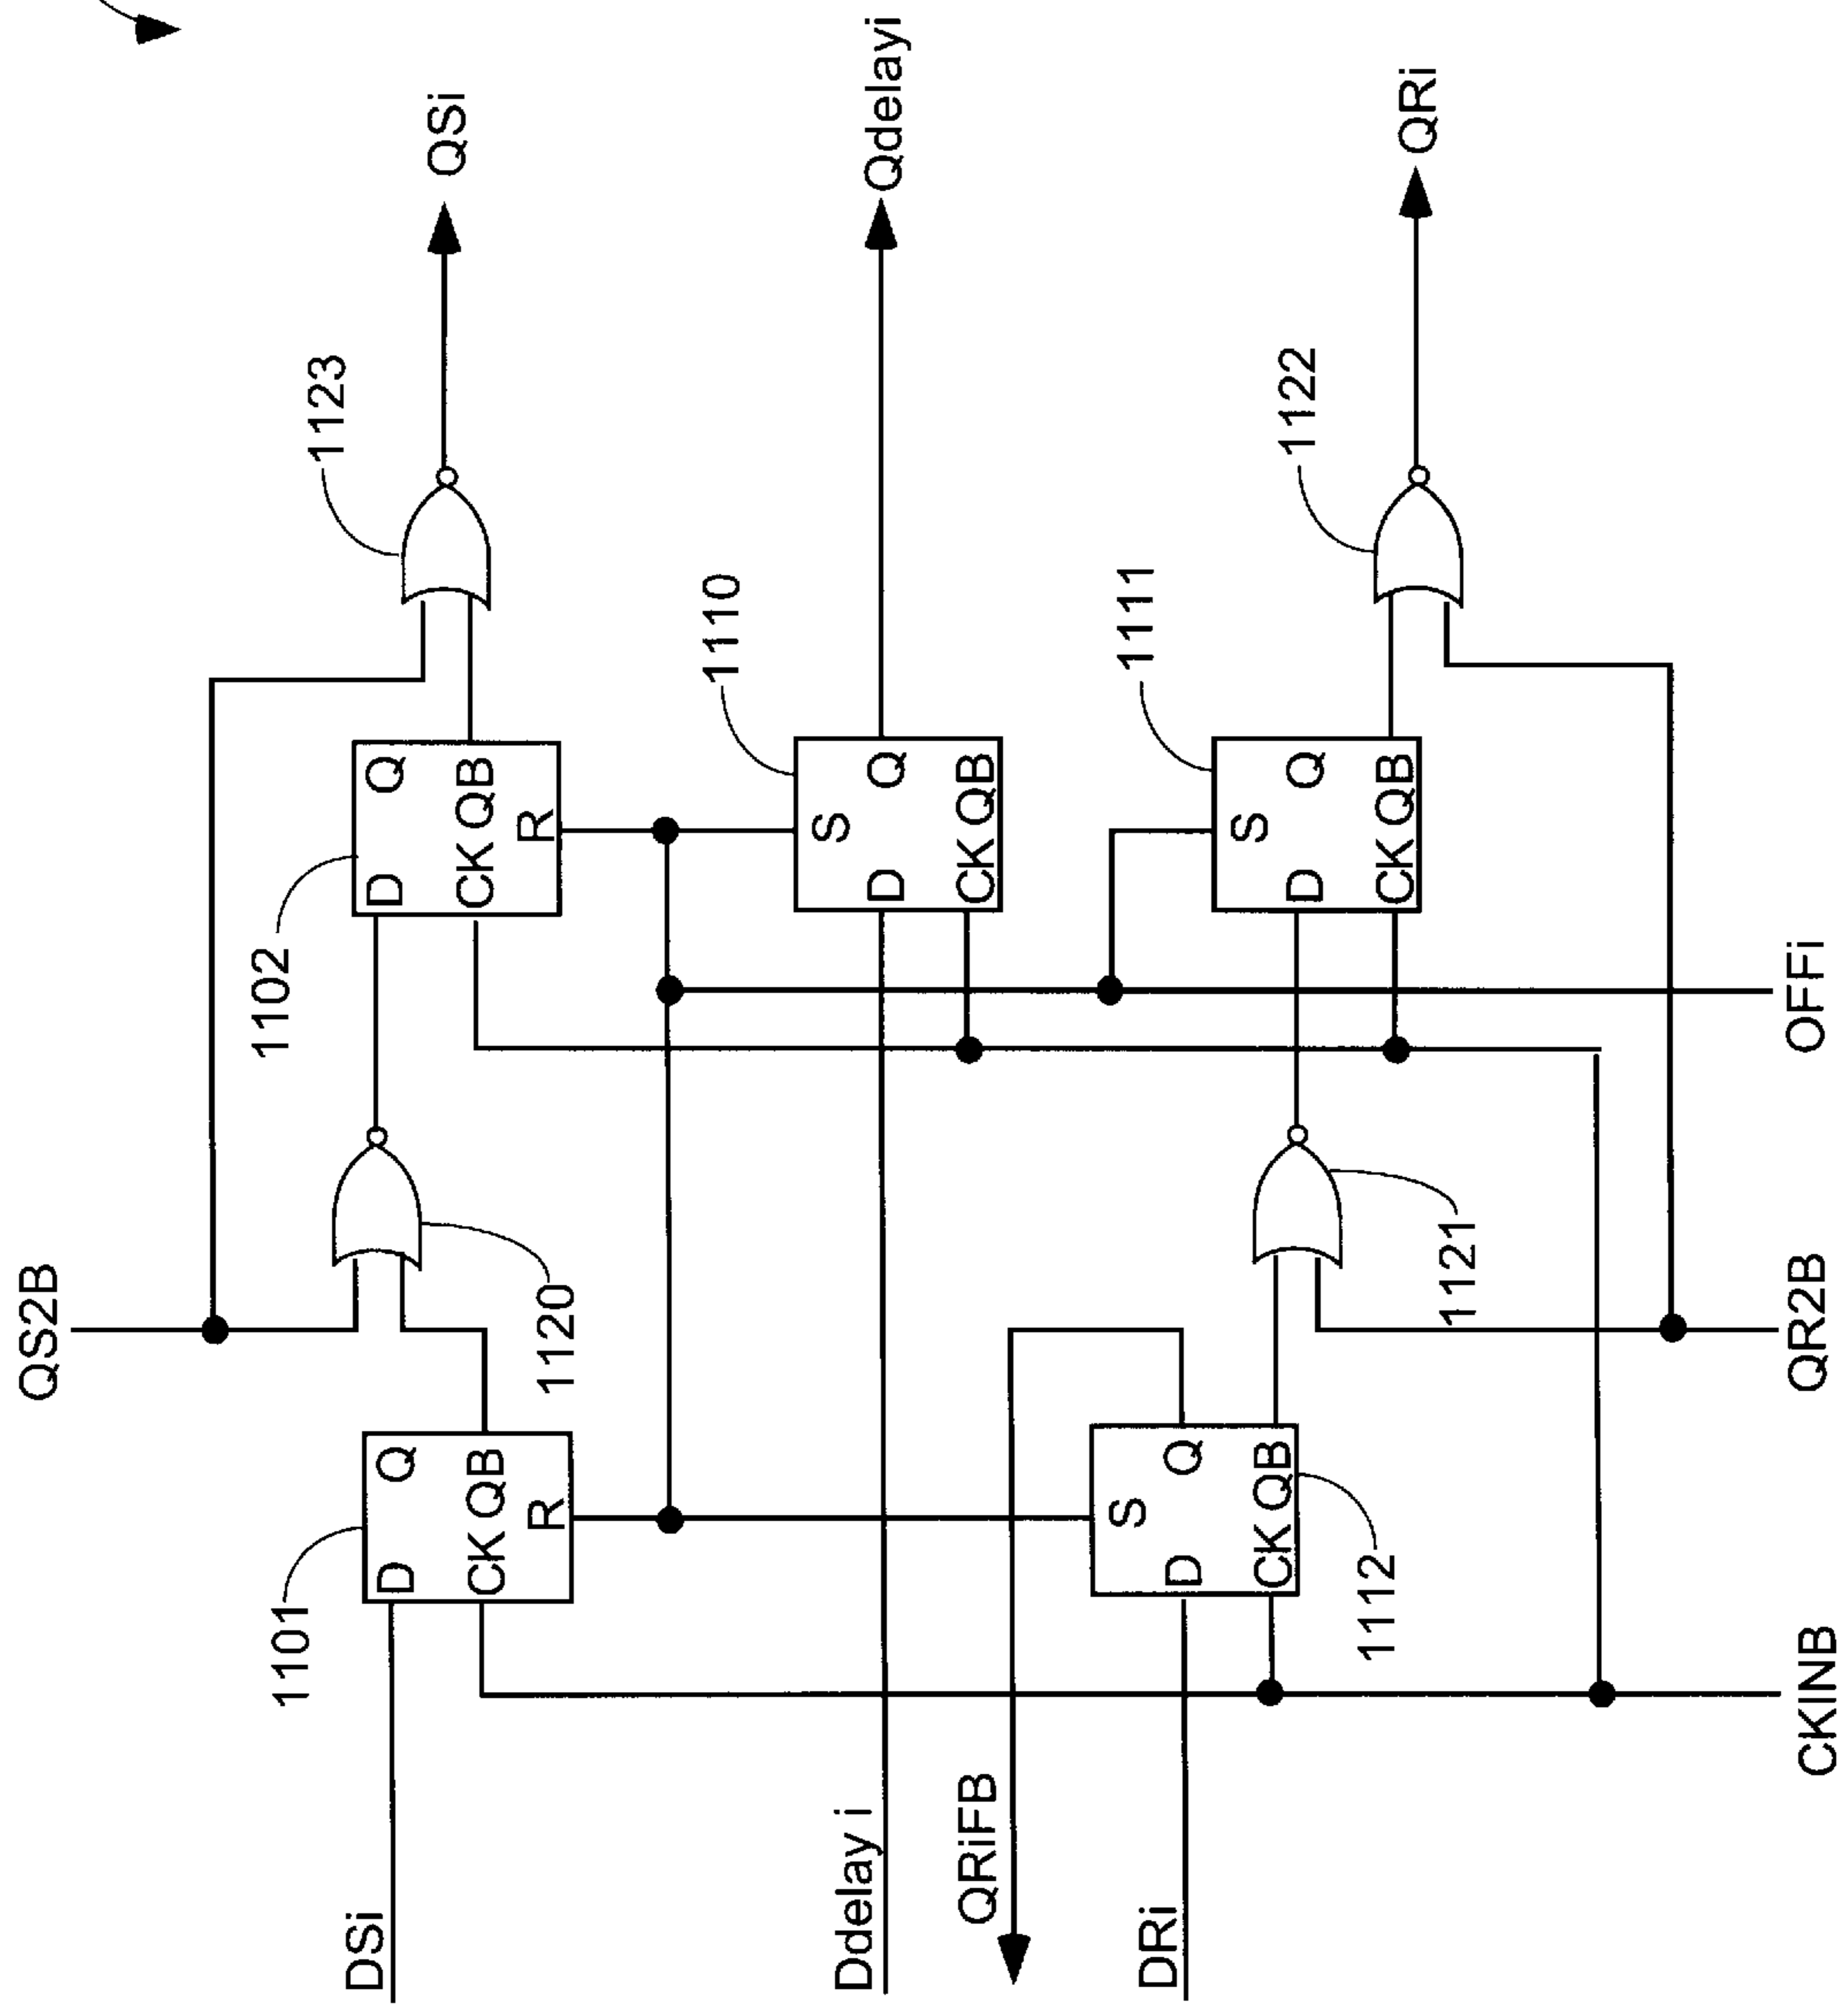 QS2B
1101
1102
1123
DSi
D Q
CK QB
R
D Q
CK QB
R
QSi
1120
1110
S
Ddelay i
D Q
CK QB
Qdelayi
QRiFB
1111
S
DRi
D Q
CK QB
S
D Q
CK QB
1122
QRi
1112
1121
CKINB
QR2B
OFFi